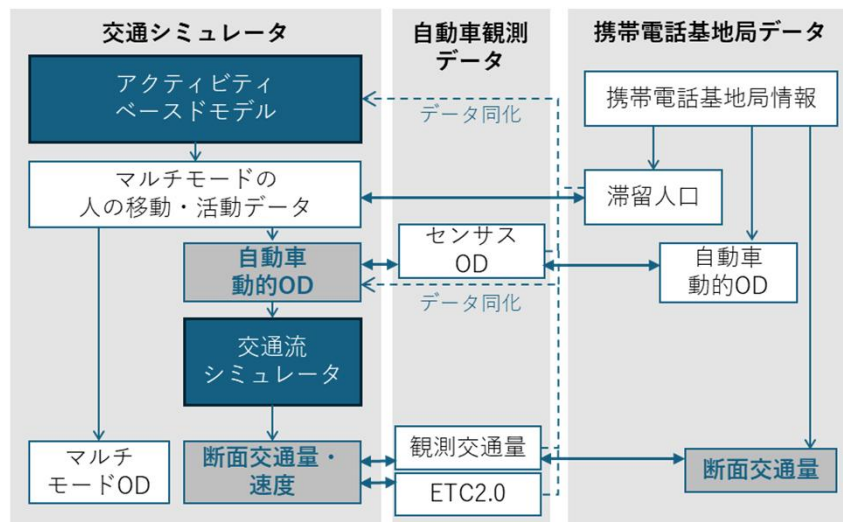 交通シミュレータ
アクティビティ
ベースドモデル
マルチモードの
人の移動・活動データ
自動車
動的OD
交通流
シミュレータ
マルチ
モードOD
断面交通量・
速度
自動車観測
データ
データ同化
センサス
OD
データ同化
観測交通量
ETC2.0
携帯電話基地局データ
携帯電話基地局情報
滞留人口
自動車
動的OD
断面交通量